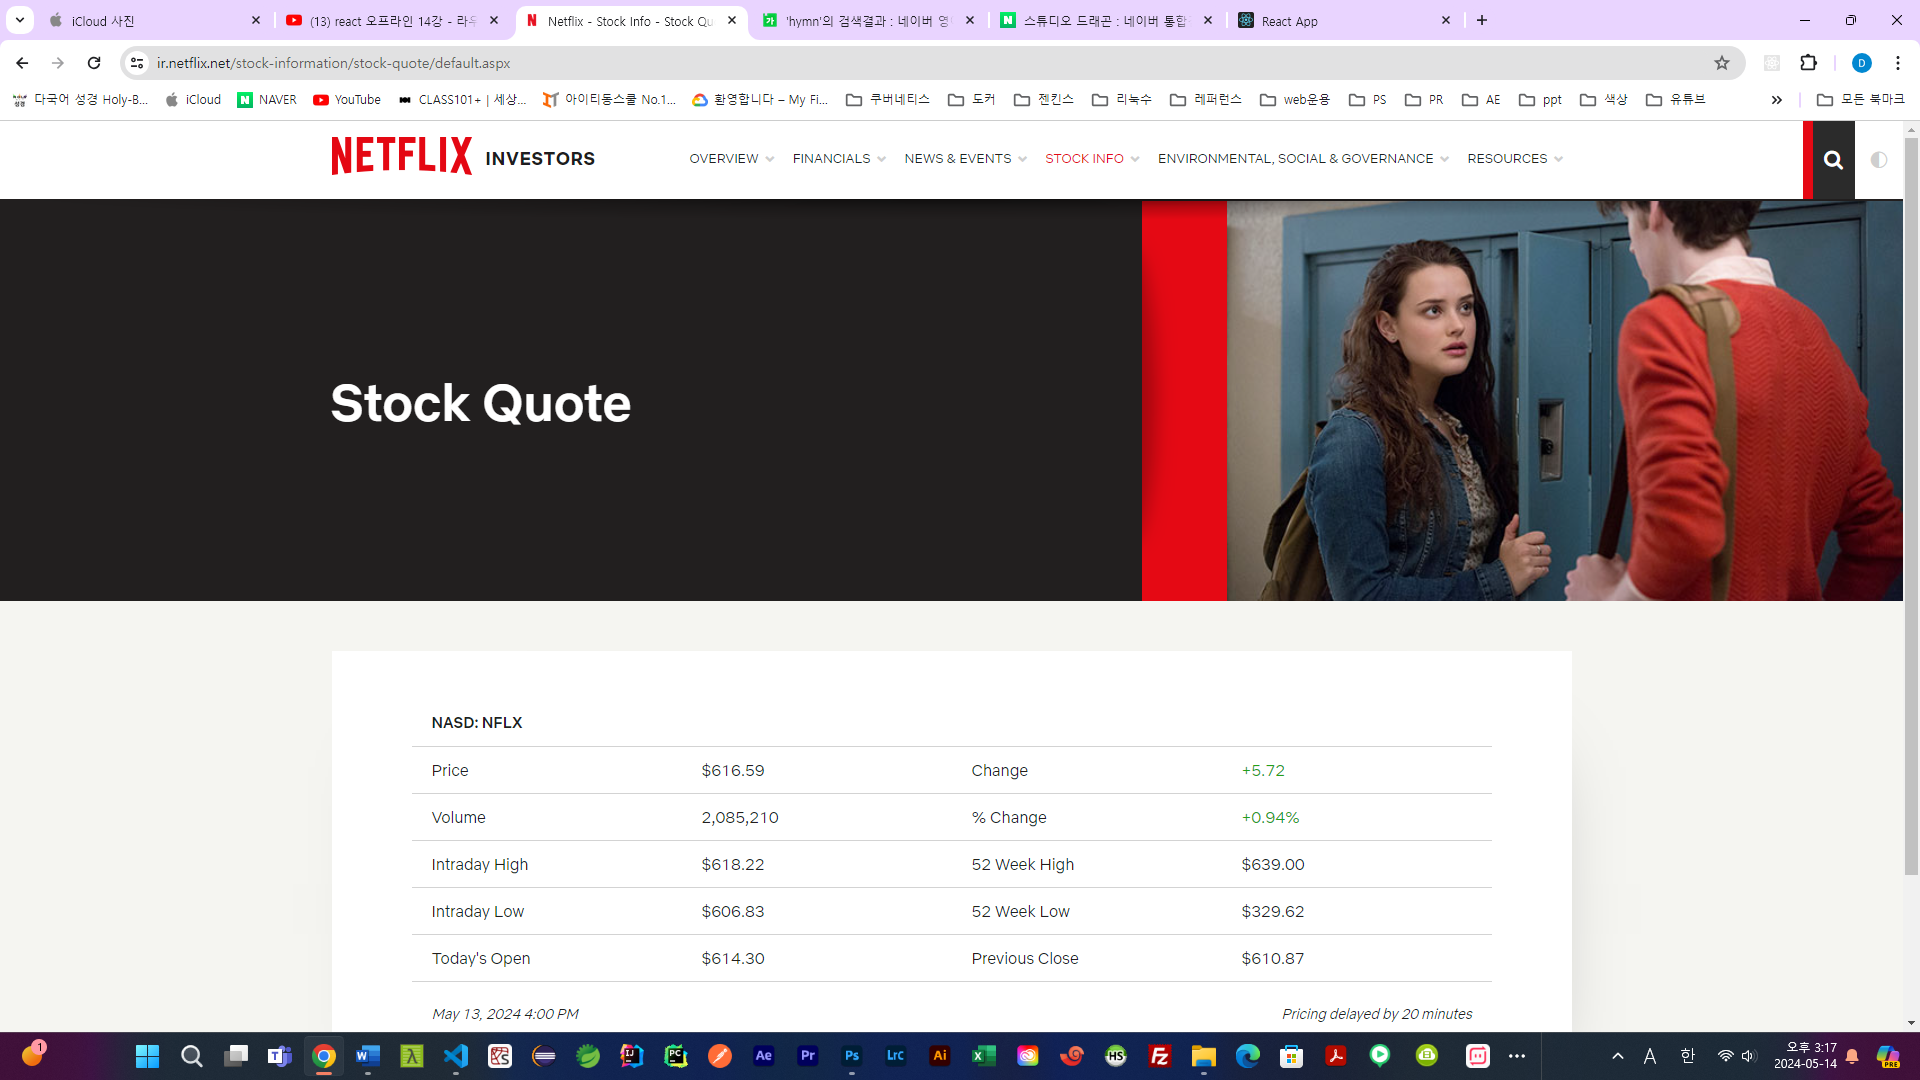 iCloud 사진
(13) react 오프라인 14강 - 라우
Netflix - Stock Info - Stock Qu
'hymn'의 검색결과 : 네이버 영
스튜디오 드래곤 : 네이버 통합
React App
ir.netflix.net/stock-information/stock-quote/default.aspx
D
다국어 성경 Holy-B...
iCloud
NAVER
YouTube
CLASS101+ | 세상...
아이티동스쿨 No.1...
환영합니다 – My Fi...
쿠버네티스
도커
젠킨스
리눅수
레퍼런스
web운용
PS
PR
AE
ppt
색상
유튜브
모든 북마크
NETFLIX INVESTORS
OVERVIEW
FINANCIALS
NEWS & EVENTS
STOCK INFO
ENVIRONMENTAL, SOCIAL & GOVERNANCE
RESOURCES
Stock Quote
NASD: NFLX
Price $616.59 Change +5.72
Volume 2,085,210 % Change +0.94%
Intraday High $618.22 52 Week High $639.00
Intraday Low $606.83 52 Week Low $329.62
Today's Open $614.30 Previous Close $610.87
May 13, 2024 4:00 PM Pricing delayed by 20 minutes
1
A
한
오후 3:17
2024-05-14